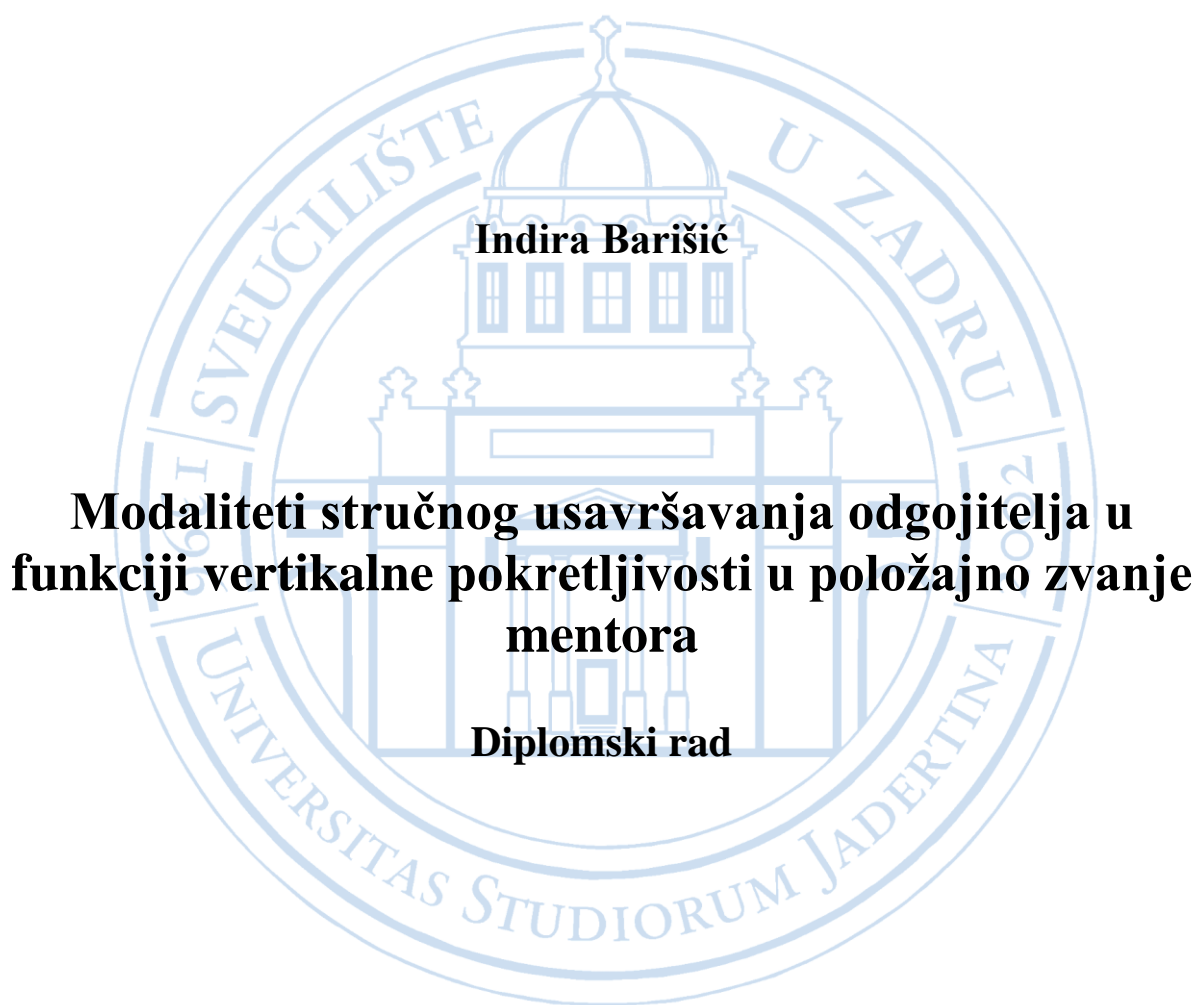 Indira Barišić
Modaliteti stručnog usavršavanja odgojitelja u
funkciji vertikalne pokretljivosti u položajno zvanje
mentora
Diplomski rad
SVEUČILIŠTE U ZADRU
1396
2002
UNIVERSITAS STUDIORUM JADERTINA